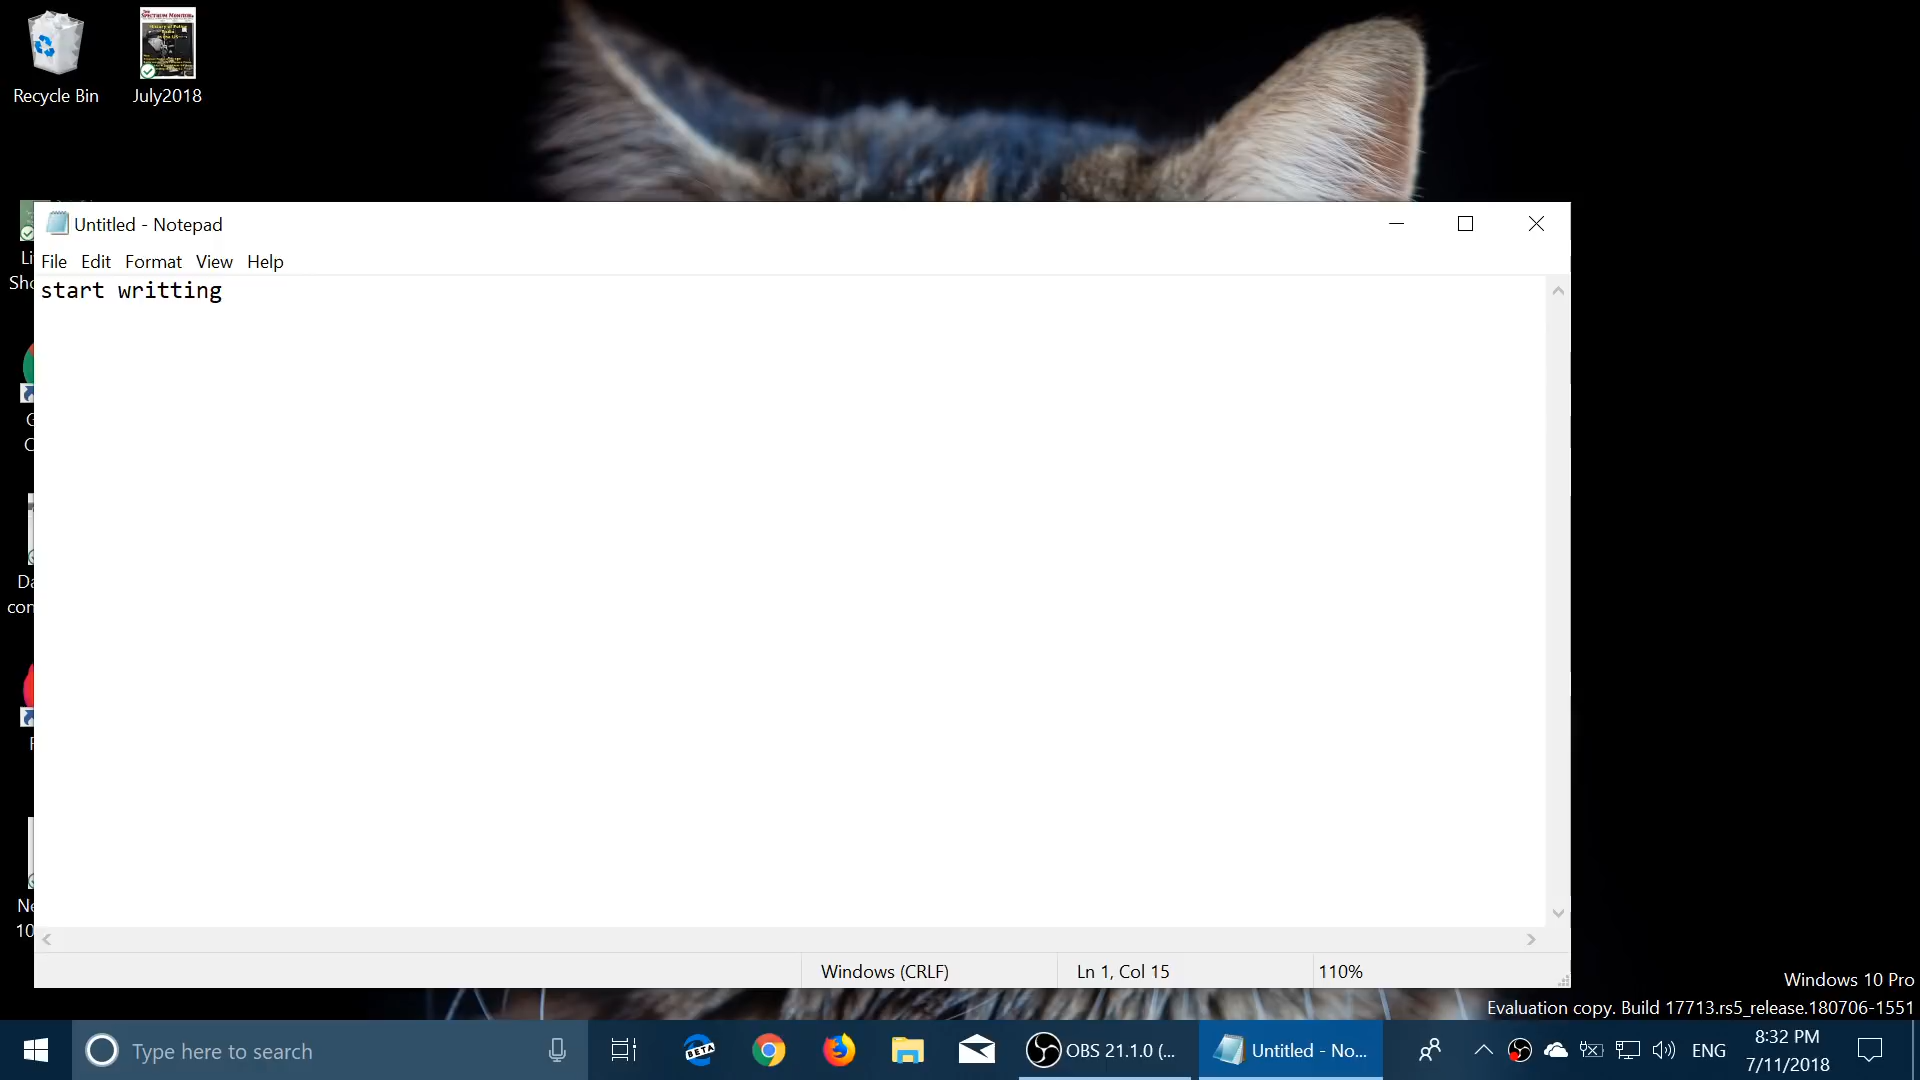 Recycle Bin
July2018
Untitled - Notepad
File Edit Format View Help
start writting
Windows (CRLF)
Ln 1, Col 15
110%
Windows 10 Pro
Evaluation copy. Build 17713.rs5_release.180706-1551
Type here to search
BETA
OBS 21.1.0 (...
Untitled - No...
ENG
8:32 PM
7/11/2018